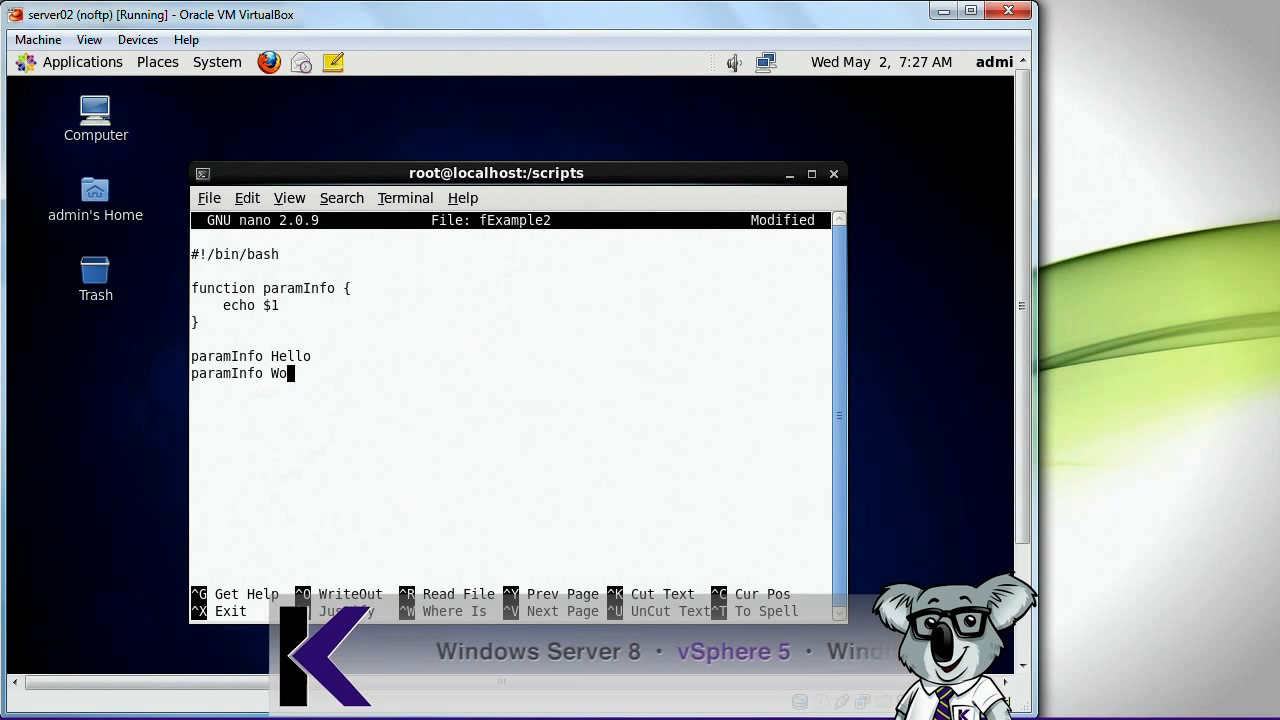 server02 (noftp) [Running] - Oracle VM VirtualBox
Machine View Devices Help
Applications Places System Wed May 2, 7:27 AM admi
Computer
admin's Home
Trash
root@localhost:/scripts
File Edit View Search Terminal Help
GNU nano 2.0.9 File: fExample2 Modified
#!/bin/bash
function paramInfo {
echo $1
}
paramInfo Hello
paramInfo Wo
^G Get Help ^O WriteOut ^R Read File ^Y Prev Page ^K Cut Text ^C Cur Pos
^X Exit Justify ^W Where Is ^V Next Page ^U UnCut Text ^T To Spell
K Windows Server 8 • vSphere 5 •
K